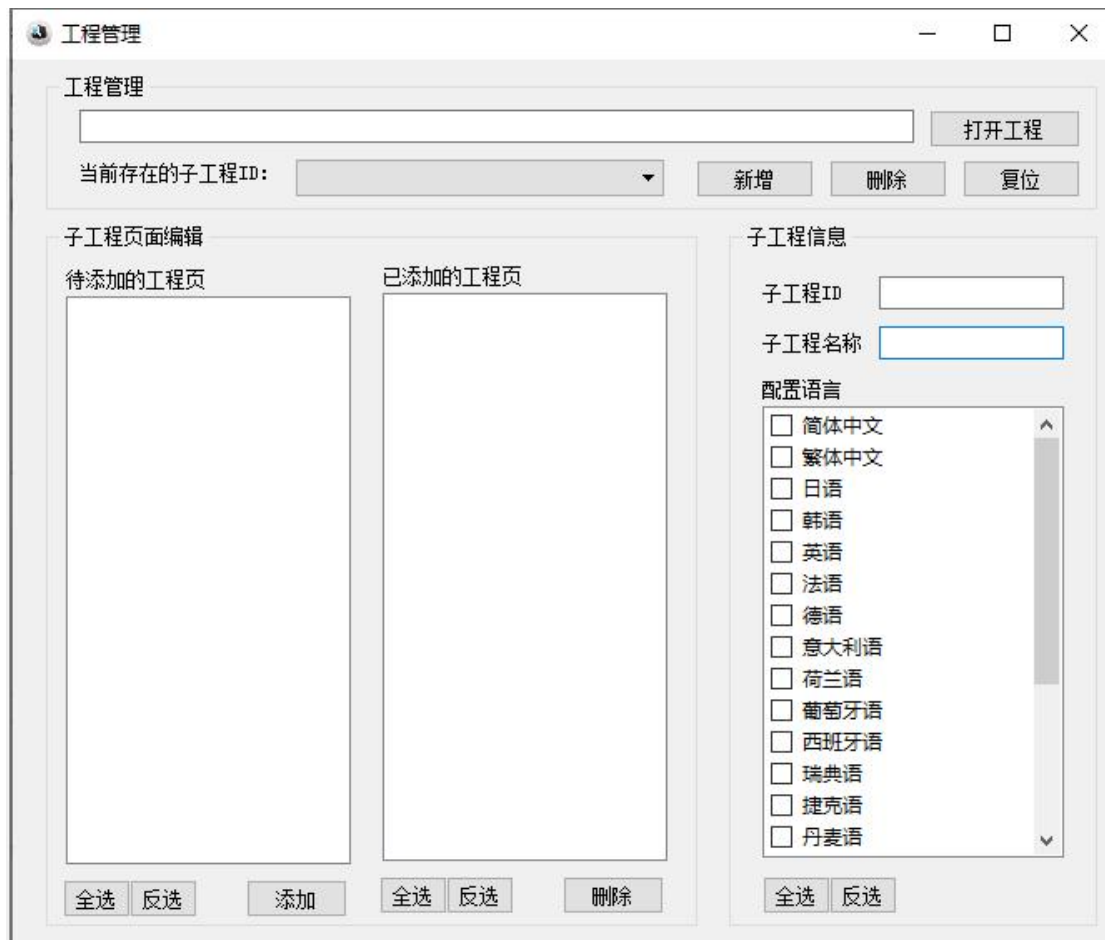 工程管理
工程管理
打开工程
当前存在的子工程ID:
新增
删除
复位
子工程页面编辑
待添加的工程页
已添加的工程页
全选
反选
添加
全选
反选
删除
子工程信息
子工程ID
子工程名称
配置语言
简体中文
繁体中文
日语
韩语
英语
法语
德语
意大利语
荷兰语
葡萄牙语
西班牙语
瑞典语
捷克语
丹麦语
全选
反选